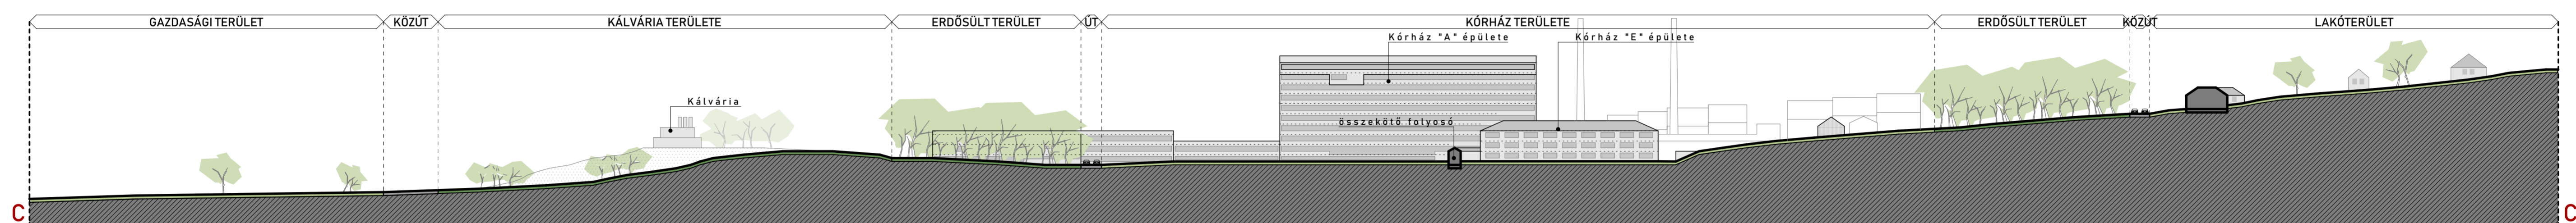 GAZDASÁGI TERÜLET
KÖZÚT
KÁLVÁRIA TERÜLETE
ERDŐSÜLT TERÜLET
ÚT
KÓRHÁZ TERÜLETE
ERDŐSÜLT TERÜLET
KÖZÚT
LAKÓTERÜLET
Kórház "A" épülete
Kórház "E" épülete
Kálvária
összekötő folyosó
C
C